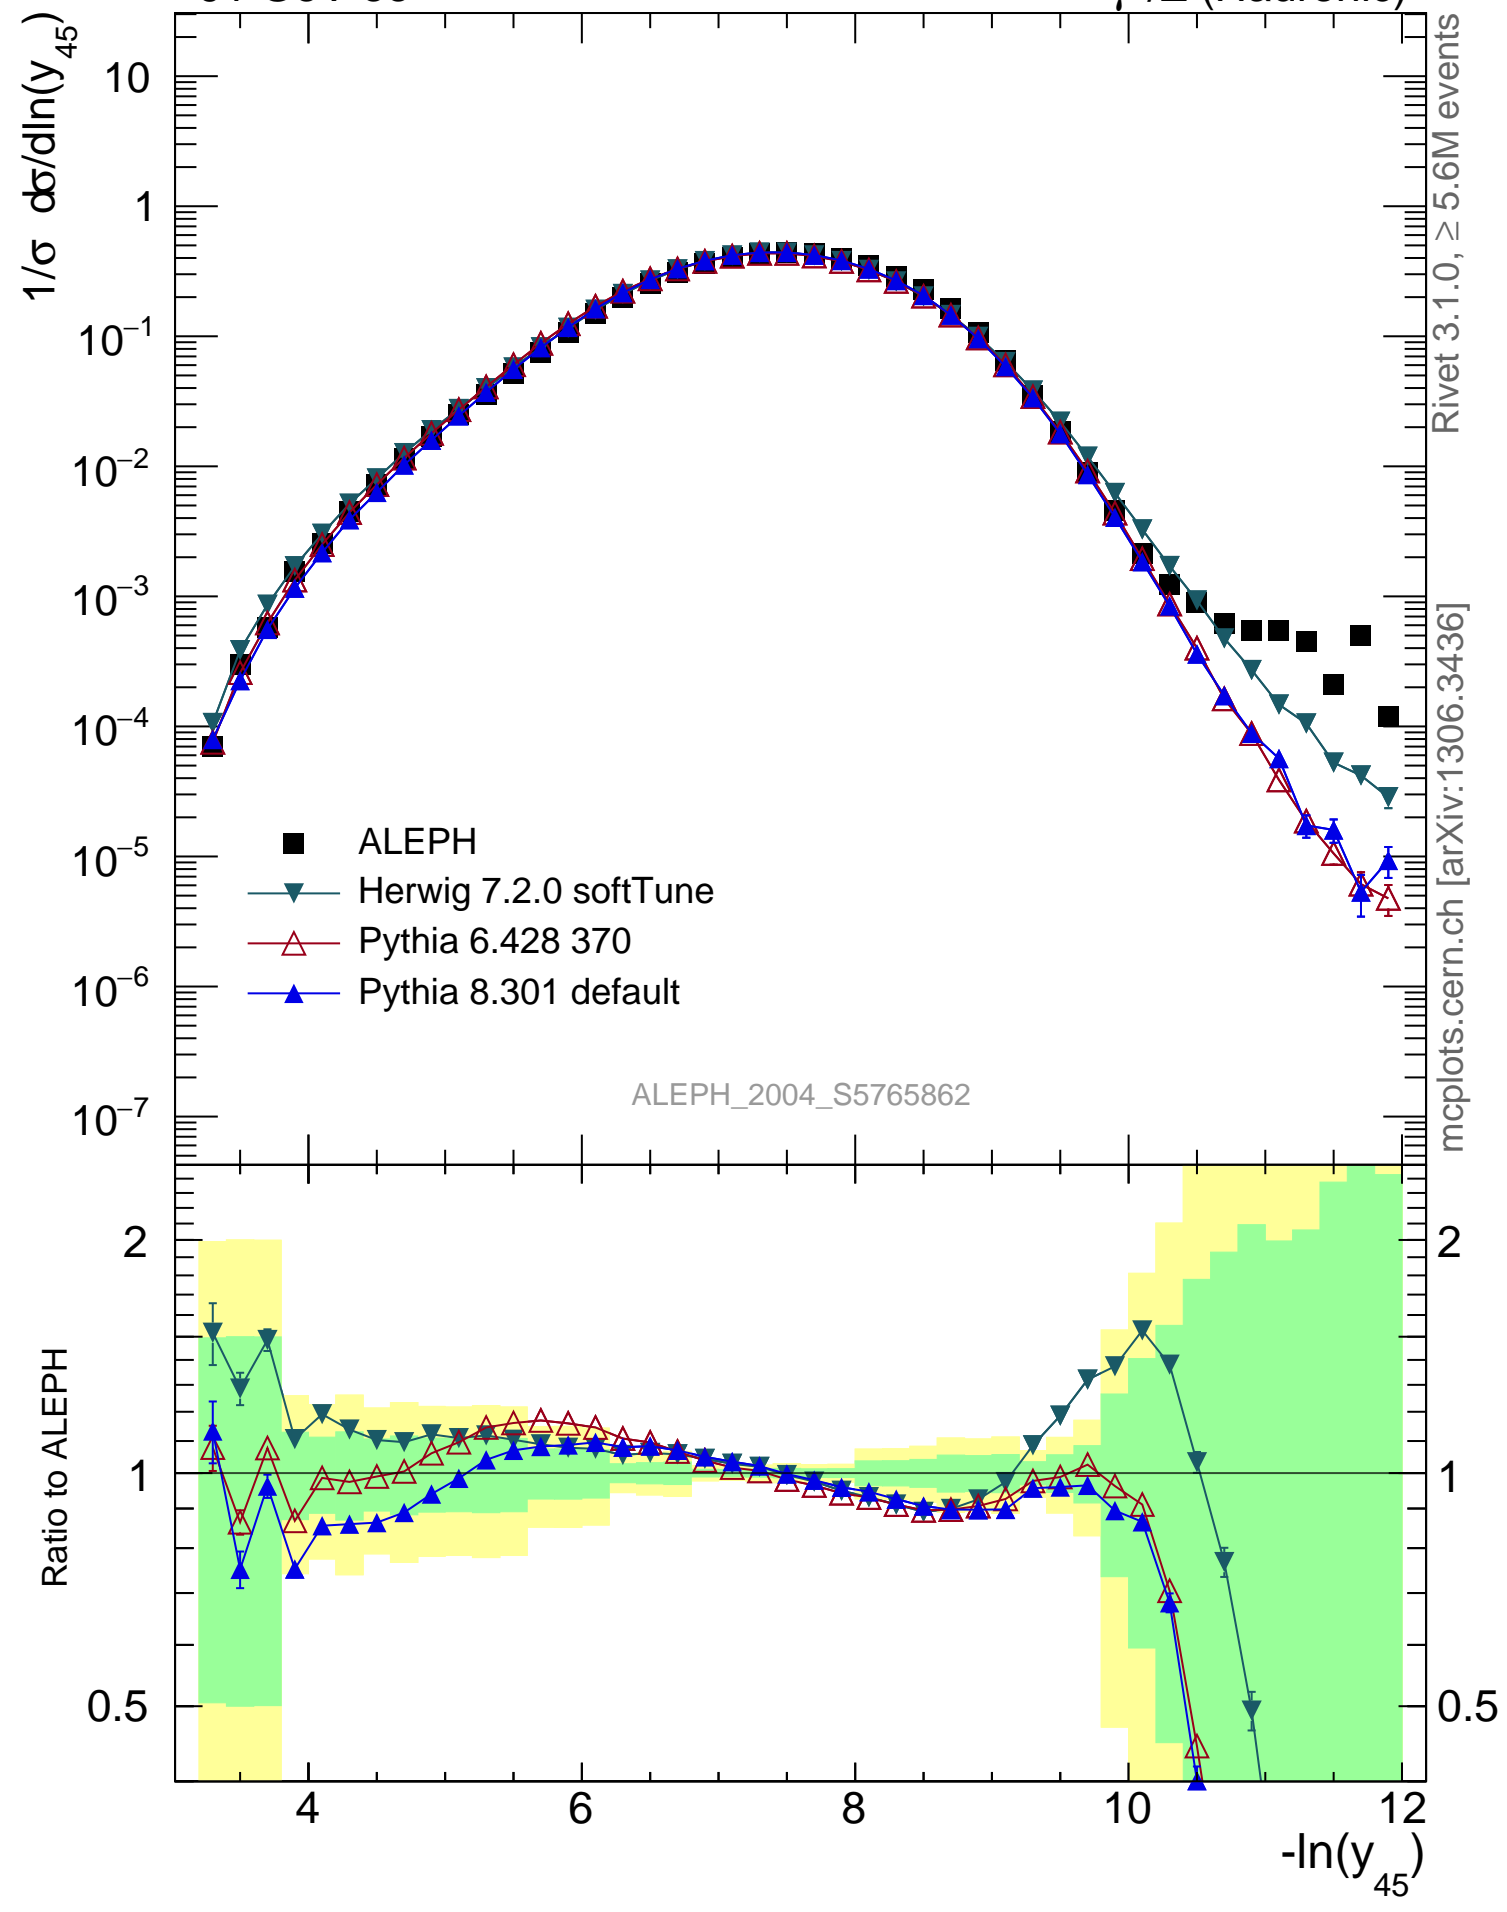 1/σ dσ/dln(y45)
10
1
10−1
10−2
10−3
10−4
10−5
10−6
10−7
ALEPH
Herwig 7.2.0 softTune
Pythia 6.428 370
Pythia 8.301 default
ALEPH_2004_S5765862
Rivet 3.1.0, ≥ 5.6M events
mcplots.cern.ch [arXiv:1306.3436]
Ratio to ALEPH
2
1
0.5
2
1
0.5
4 6 8 10 12
-ln(y45)